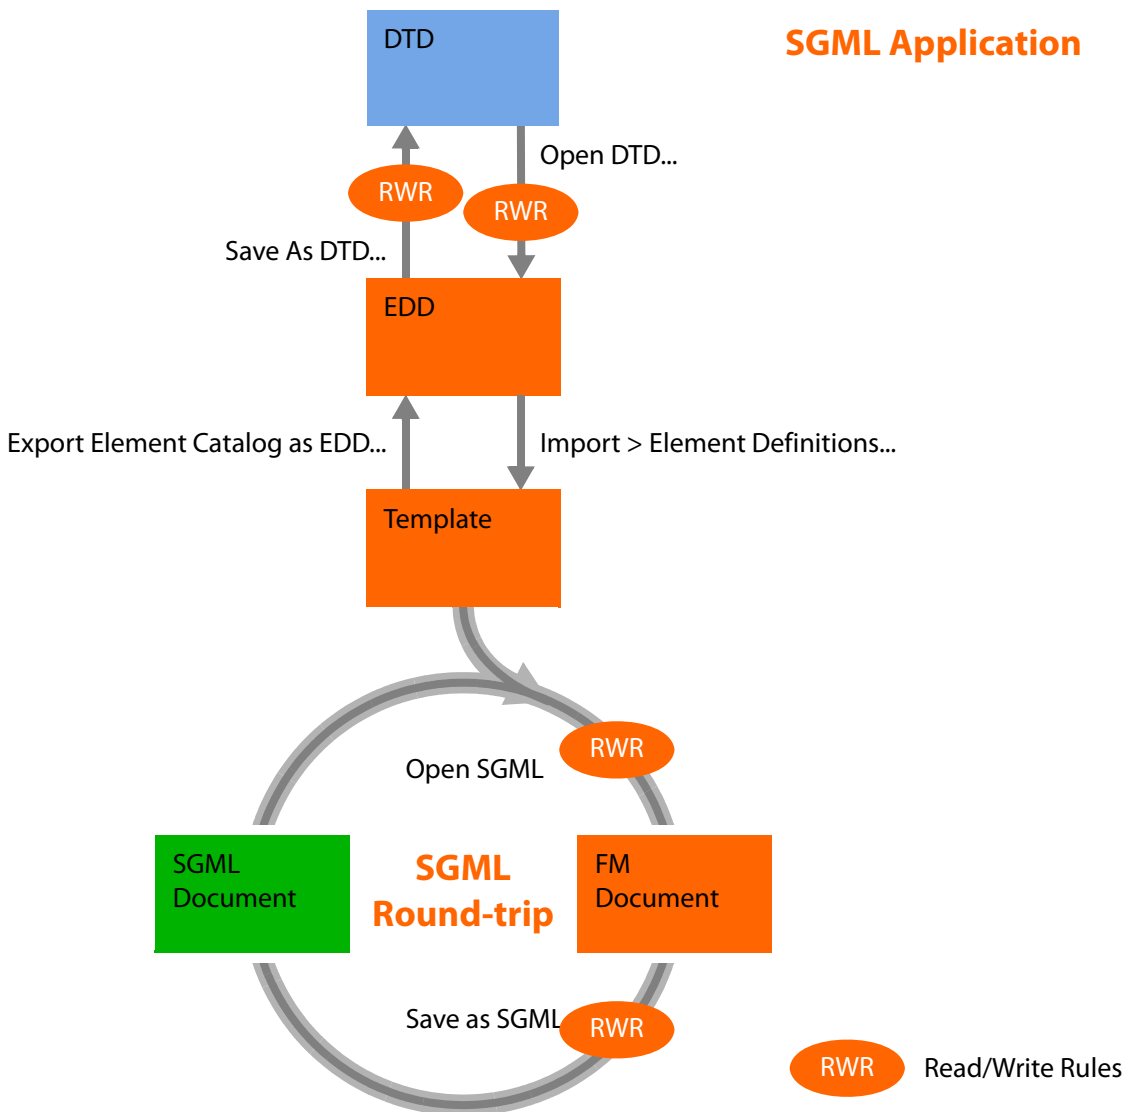 DTD
SGML Application
Open DTD...
RWR
RWR
Save As DTD...
EDD
Export Element Catalog as EDD...
Import > Element Definitions...
Template
RWR
Open SGML
SGML
Document
SGML
Round-trip
FM
Document
Save as SGML
RWR
RWR
Read/Write Rules